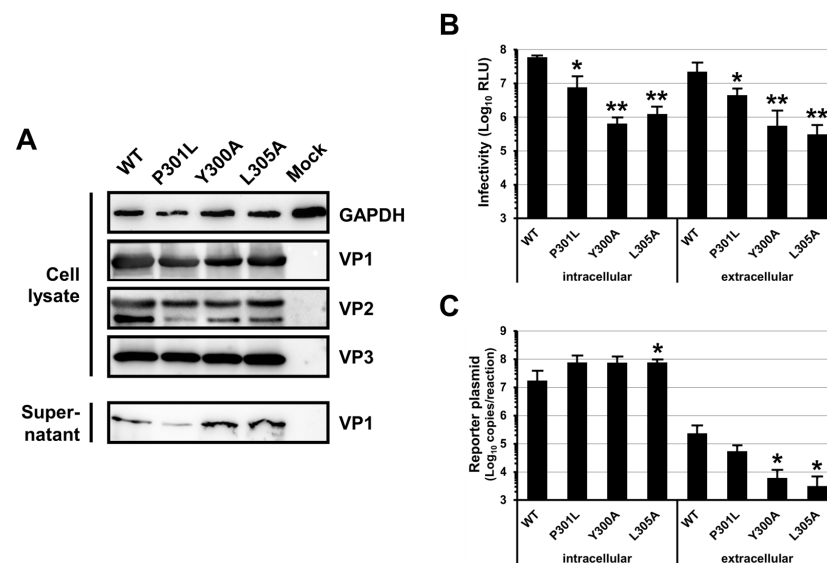 A
WT
P301L
Y300A
L305A
Mock
GAPDH
VP1
VP2
VP3
Cell
lysate
Super-
natant
VP1
B
Infectivity (Log10 RLU)
8
7
6
5
4
3
* ** ** * ** **
WT P301L Y300A L305A WT P301L Y300A L305A
intracellular extracellular
C
Reporter plasmid
(Log10 copies/reaction)
9
8
7
6
5
4
3
* * *
WT P301L Y300A L305A WT P301L Y300A L305A
intracellular extracellular